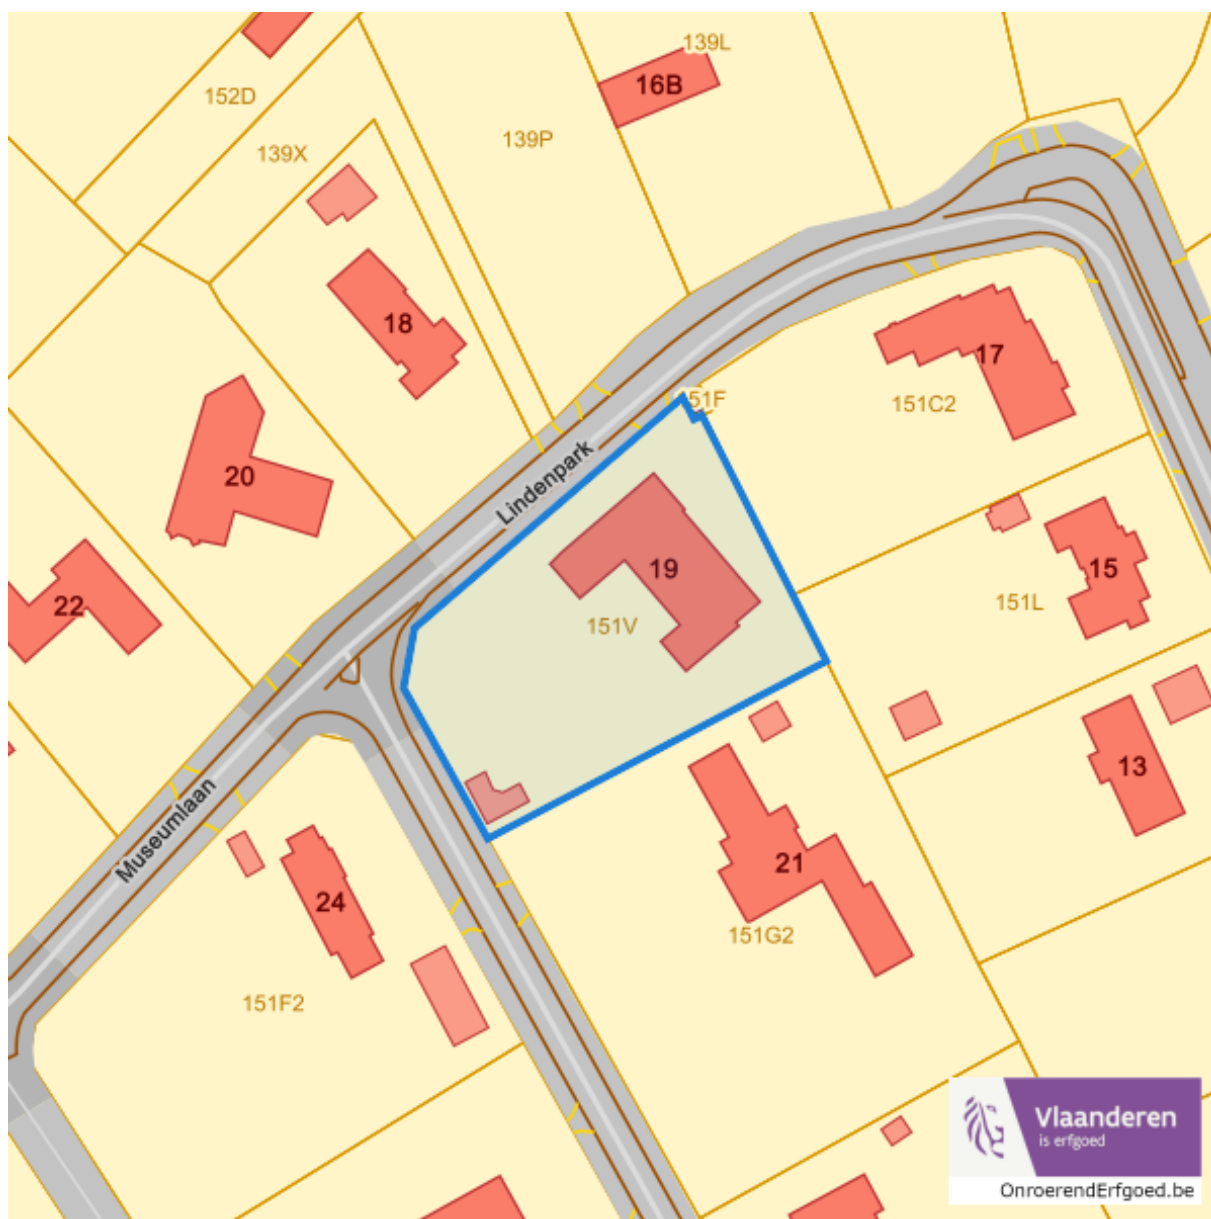 139L
16B
152D
139P
139X
18
17
151F
151C2
20
Lindenpark
19
15
22
151L
151V
13
Museumlaan
21
24
151G2
151F2
Vlaanderen
is erfgoed
OnroerendErfgoed.be